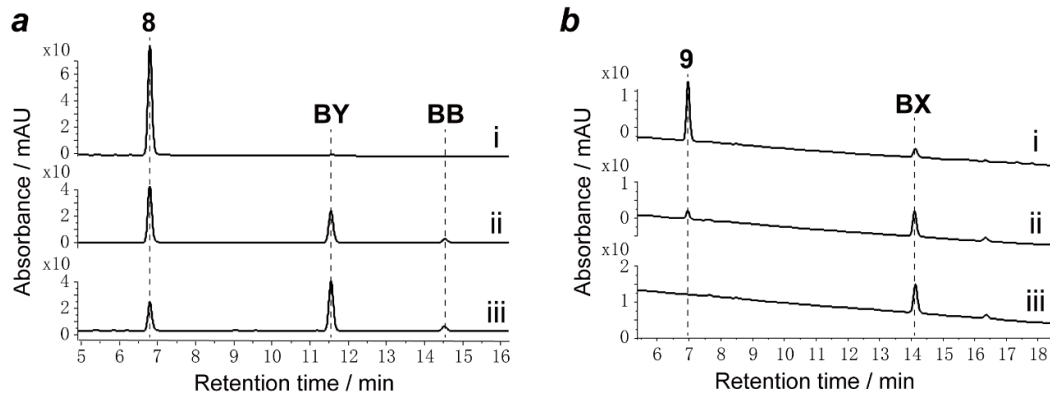 a
8
x10
6
4
2
0
BY
BB
i
x10
4
2
0
ii
x10
4
2
0
iii
5 6 7 8 9 10 11 12 13 14 15 16
Retention time / min
Absorbance / mAU
b
9
x10
1
0
BX
i
x10
1
0
ii
x10
2
1
0
iii
6 7 8 9 10 11 12 13 14 15 16 17 18
Retention time / min
Absorbance / mAU